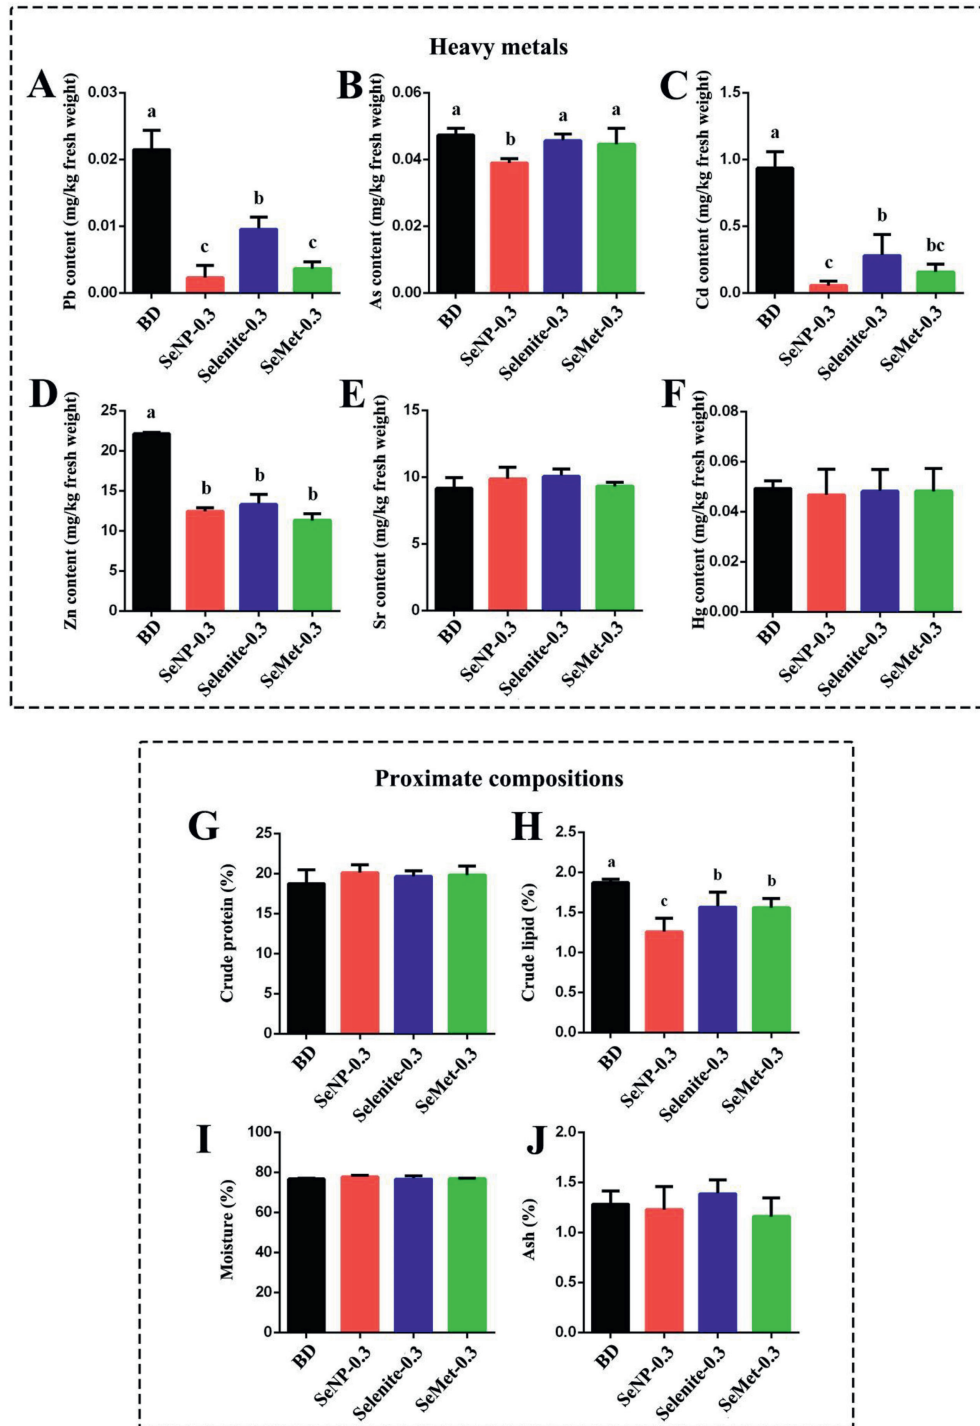 Heavy metals
A
Pb content (mg/kg fresh weight)
0.03
0.02
0.01
0.00
a
c
b
c
BD
SeNP-0.3
Selenite-0.3
SeMet-0.3
B
As content (mg/kg fresh weight)
0.06
0.04
0.02
0.00
a
b
a
a
BD
SeNP-0.3
Selenite-0.3
SeMet-0.3
C
Cd content (mg/kg fresh weight)
1.5
1.0
0.5
0.0
a
c
b
bc
BD
SeNP-0.3
Selenite-0.3
SeMet-0.3
D
Zn content (mg/kg fresh weight)
25
20
15
10
5
0
a
b
b
b
BD
SeNP-0.3
Selenite-0.3
SeMet-0.3
E
Sr content (mg/kg fresh weight)
15
10
5
0
BD
SeNP-0.3
Selenite-0.3
SeMet-0.3
F
Hg content (mg/kg fresh weight)
0.08
0.06
0.04
0.02
0.00
BD
SeNP-0.3
Selenite-0.3
SeMet-0.3
Proximate compositions
G
Crude protein (%)
25
20
15
10
5
0
BD
SeNP-0.3
Selenite-0.3
SeMet-0.3
H
Crude lipid (%)
2.5
2.0
1.5
1.0
0.5
0.0
a
c
b
b
BD
SeNP-0.3
Selenite-0.3
SeMet-0.3
I
Moisture (%)
100
80
60
40
20
0
BD
SeNP-0.3
Selenite-0.3
SeMet-0.3
J
Ash (%)
2.0
1.5
1.0
0.5
0.0
BD
SeNP-0.3
Selenite-0.3
SeMet-0.3